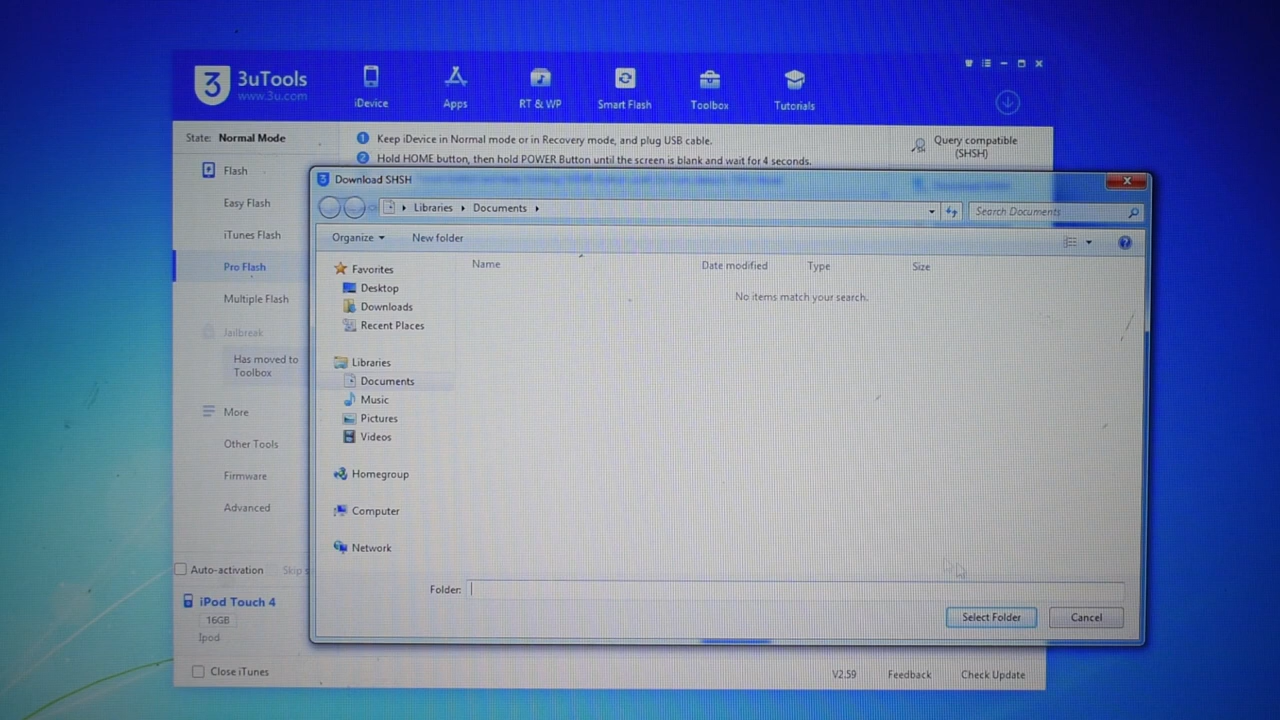 3 3uTools
www.3u.com
iDevice
Apps
RT & WP
Smart Flash
Toolbox
Tutorials
State: Normal Mode
1 Keep iDevice in Normal mode or in Recovery mode, and plug USB cable.
2 Hold HOME button, then hold POWER Button until the screen is blank and wait for 4 seconds.
Query compatible
(SHSH)
Flash
Easy Flash
iTunes Flash
Pro Flash
Multiple Flash
Jailbreak
Has moved to
Toolbox
More
Other Tools
Firmware
Advanced
Auto-activation Skip
iPod Touch 4
16GB
Ipod
Close iTunes
3 Download SHSH
Libraries Documents
Search Documents
Organize New folder
Name Date modified Type Size
No items match your search.
Favorites
Desktop
Downloads
Recent Places
Libraries
Documents
Music
Pictures
Videos
Homegroup
Computer
Network
Folder:
Select Folder Cancel
V2.59 Feedback Check Update